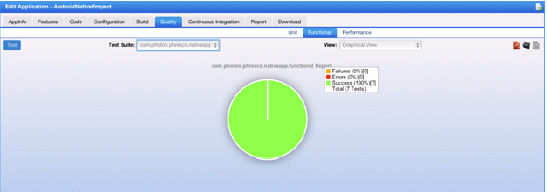 Edit Application - AndroidNativeProject
AppInfo Features Code Configuration Build Quality Continuous Integration Report Download
Unit Functional Performance
Test Test Suite: com.photon.phresco.nativeapp View: Graphical View
com.photon.phresco.nativeapp.functional Report
Failures (0%)[0]
Errors (0%)[0]
Success (100%)[7]
Total (7 Tests)